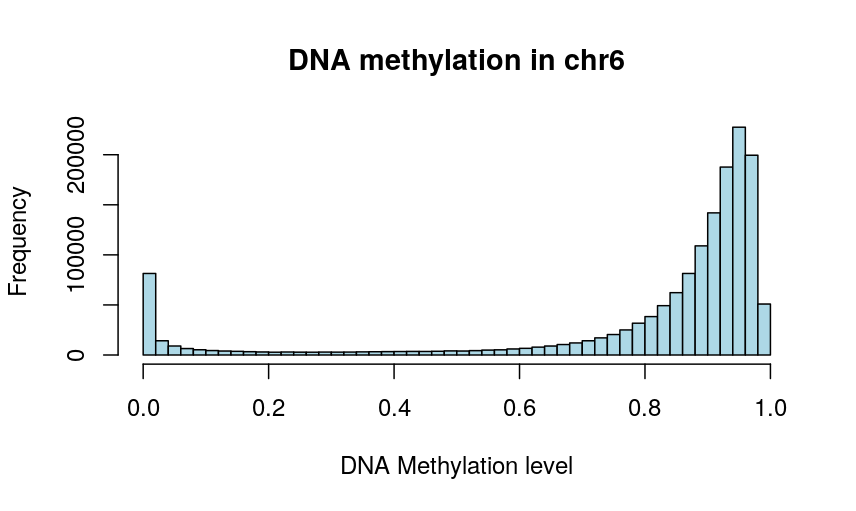 DNA methylation in chr6
Frequency
200000
100000
0
0.0 0.2 0.4 0.6 0.8 1.0
DNA Methylation level